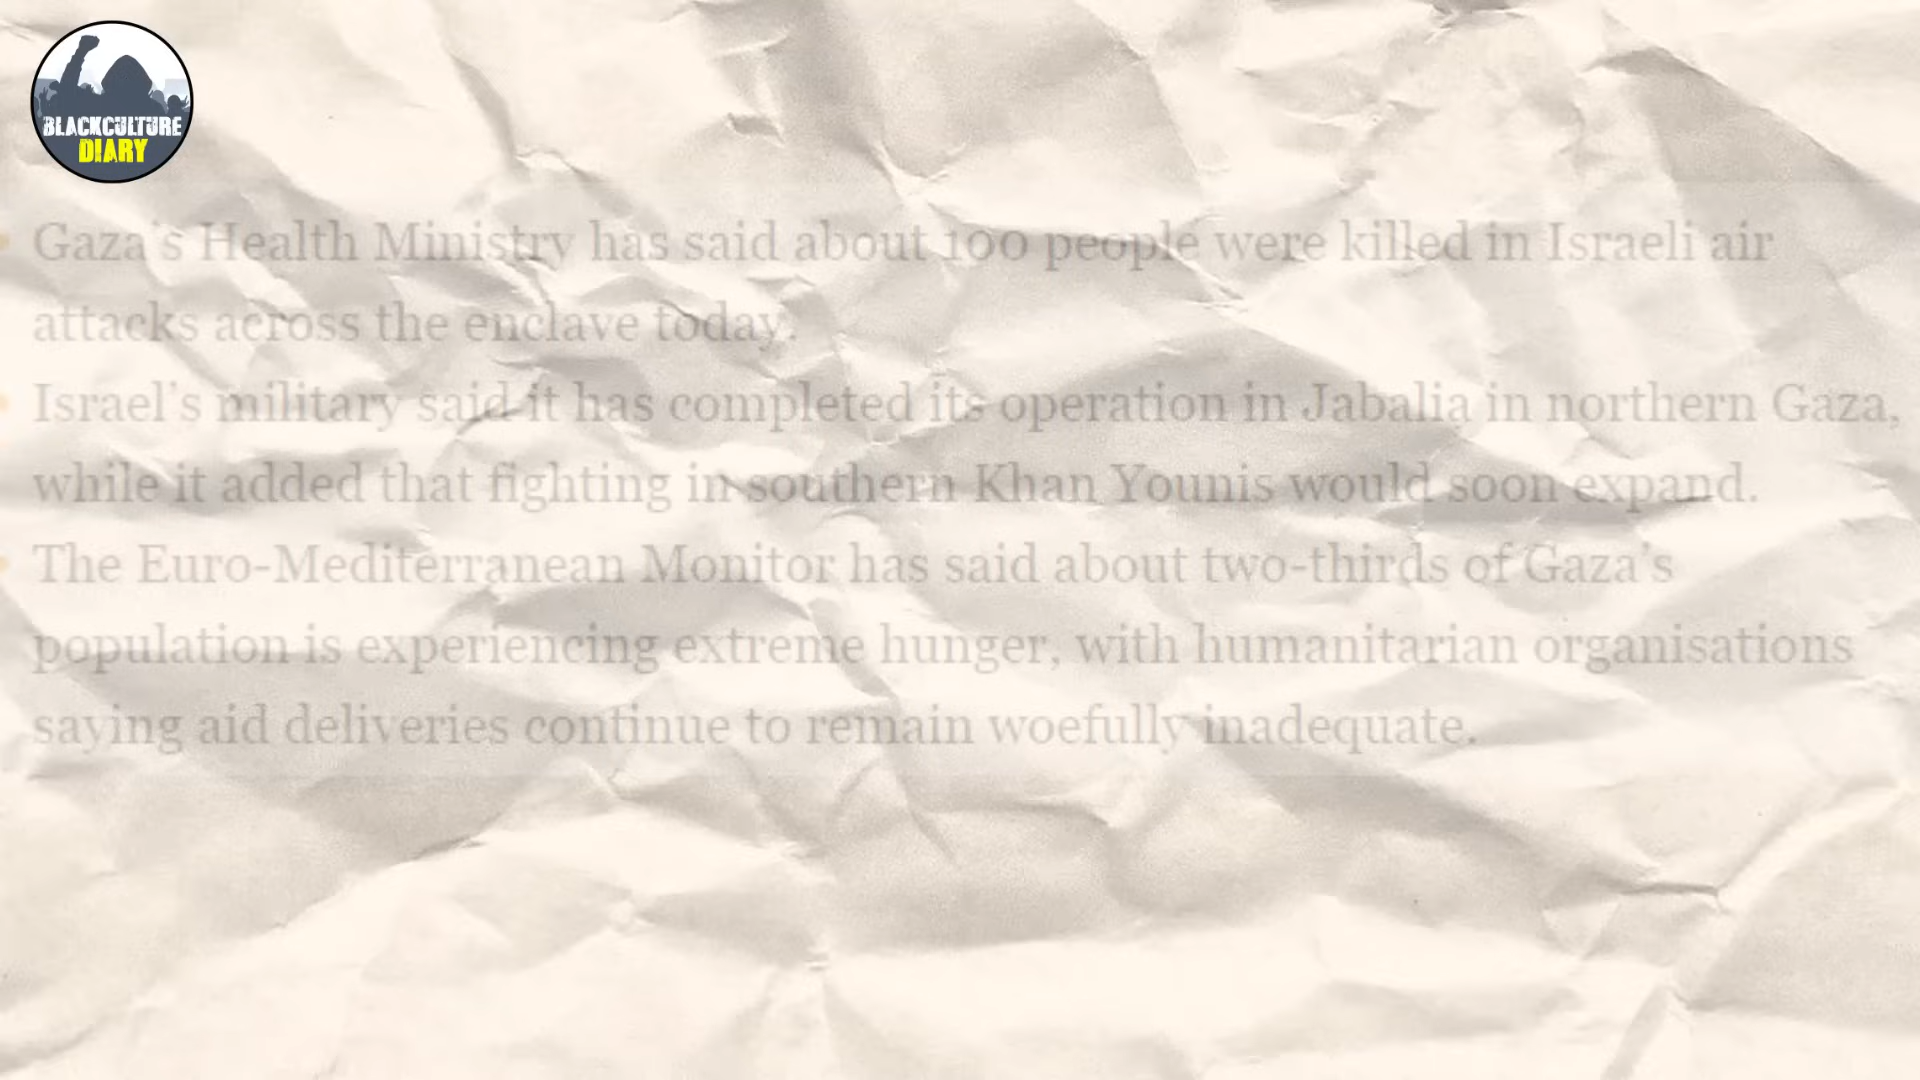 BLACKCULTURE
DIARY
Gaza's Health Ministry has said about 100 people were killed in Israeli air
attacks across the enclave today.
Israel's military said it has completed its operation in Jabalia in northern Gaza,
while it added that fighting in southern Khan Younis would soon expand.
The Euro-Mediterranean Monitor has said about two-thirds of Gaza's
population is experiencing extreme hunger, with humanitarian organisations
saying aid deliveries continue to remain woefully inadequate.